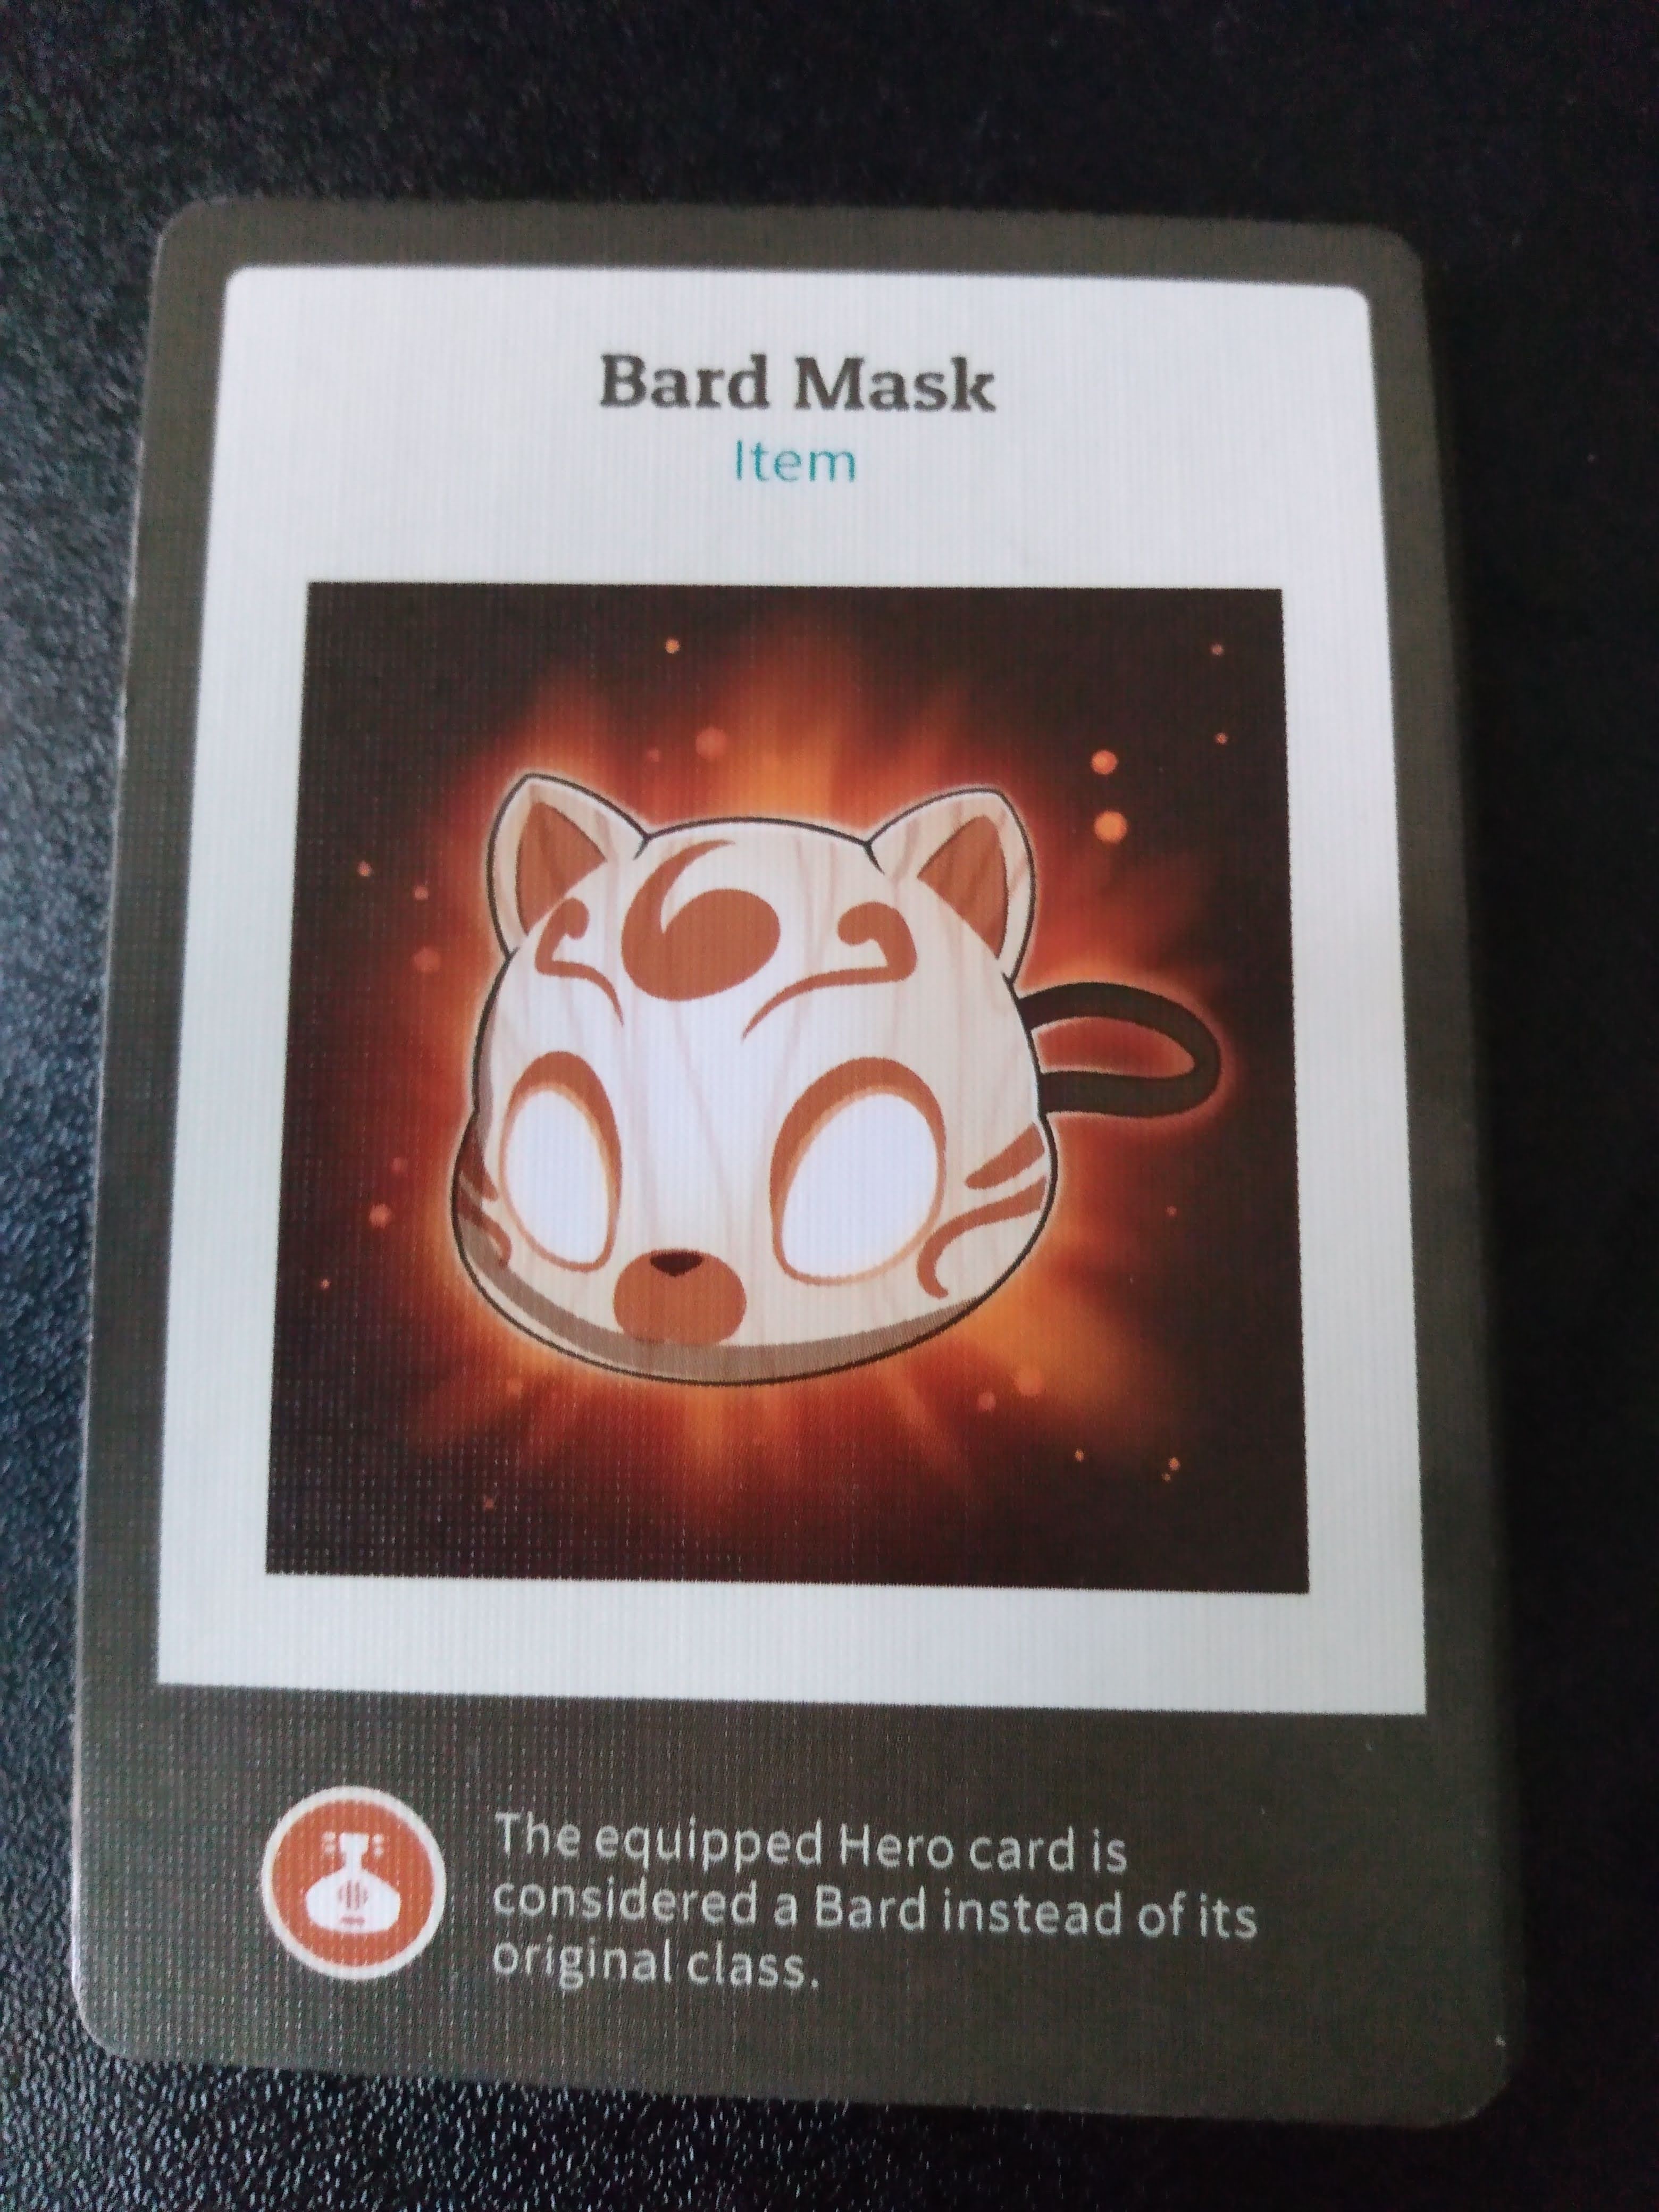 Bard Mask
Item
The equipped Hero card is
considered a Bard instead of its
original class.